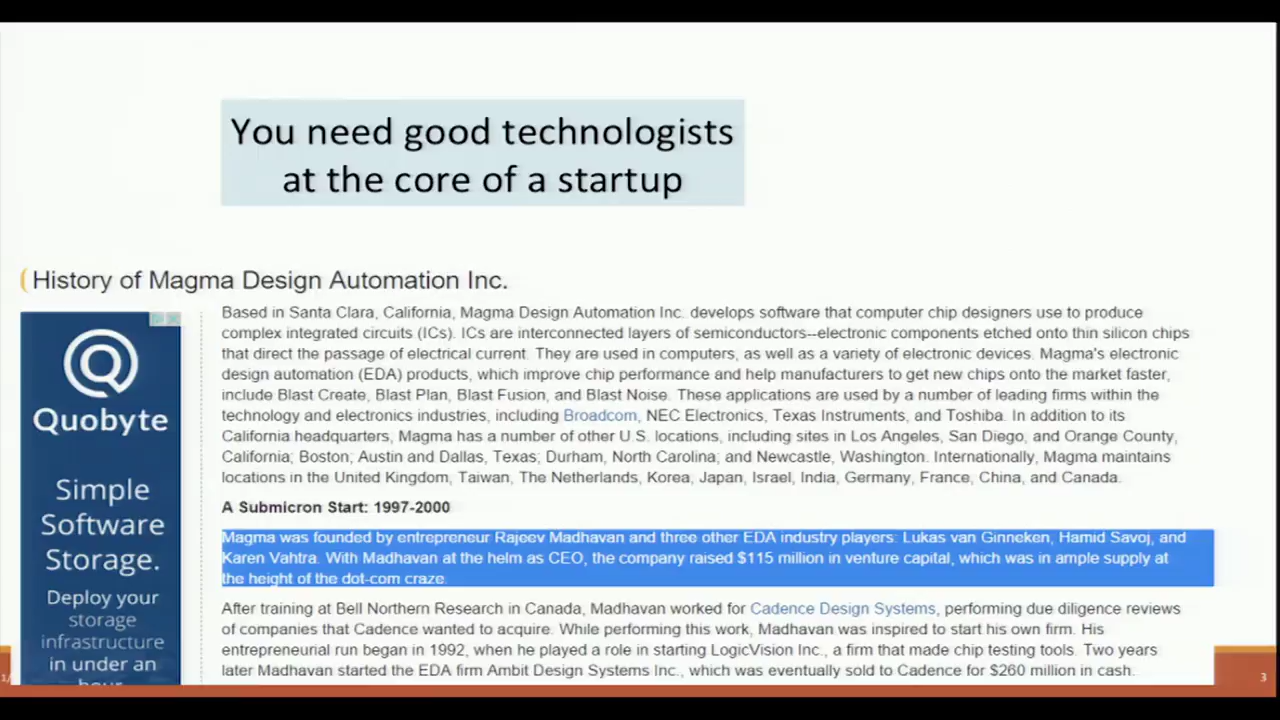 You need good technologists
at the core of a startup
History of Magma Design Automation Inc.
Based in Santa Clara, California, Magma Design Automation Inc. develops software that computer chip designers use to produce
complex integrated circuits (ICs). ICs are interconnected layers of semiconductors--electronic components etched onto thin silicon chips
that direct the passage of electrical current. They are used in computers, as well as a variety of electronic devices. Magma's electronic
design automation (EDA) products, which improve chip performance and help manufacturers to get new chips onto the market faster,
include Blast Create, Blast Plan, Blast Fusion, and Blast Noise. These applications are used by a number of leading firms within the
technology and electronics industries, including Broadcom, NEC Electronics, Texas Instruments, and Toshiba. In addition to its
California headquarters, Magma has a number of other U.S. locations, including sites in Los Angeles, San Diego, and Orange County,
California; Boston; Austin and Dallas, Texas; Durham, North Carolina; and Newcastle, Washington. Internationally, Magma maintains
locations in the United Kingdom, Taiwan, The Netherlands, Korea, Japan, Israel, India, Germany, France, China, and Canada.
A Submicron Start: 1997-2000
Magma was founded by entrepreneur Rajeev Madhavan and three other EDA industry players: Lukas van Ginneken, Hamid Savoj, and
Karen Vahtra. With Madhavan at the helm as CEO, the company raised $115 million in venture capital, which was in ample supply at
the height of the dot-com craze.
After training at Bell Northern Research in Canada, Madhavan worked for Cadence Design Systems, performing due diligence reviews
of companies that Cadence wanted to acquire. While performing this work, Madhavan was inspired to start his own firm. His
entrepreneurial run began in 1992, when he played a role in starting LogicVision Inc., a firm that made chip testing tools. Two years
later Madhavan started the EDA firm Ambit Design Systems Inc., which was eventually sold to Cadence for $260 million in cash.
Quobyte
Simple
Software
Storage.
Deploy your
storage
infrastructure
in under an
hour
1/
3